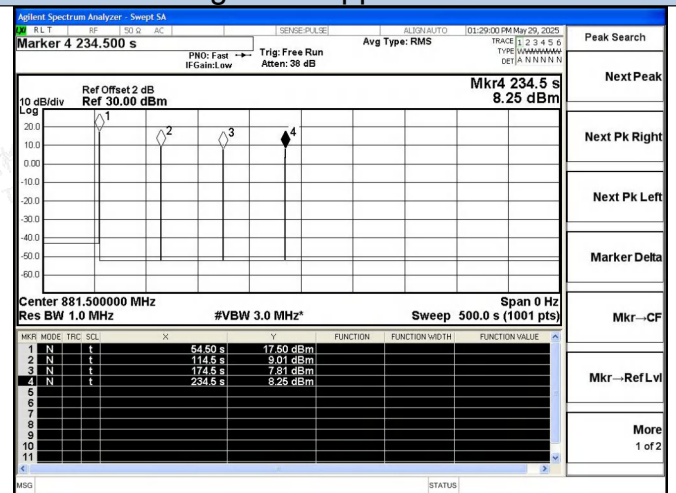 Agilent Spectrum Analyzer - Swept SA
RLT RF 50 Ω AC SENSE:PULSE ALIGNAUTO 01:29:00 PM May 29, 2025
Marker 4 234.500 s
PNO: Fast
IFGain:Low
Trig: Free Run
Atten: 38 dB
Avg Type: RMS
TRACE 1 2 3 4 5 6
TYPE
DET A N N N N N
Peak Search
Ref Offset 2 dB
10 dB/div Ref 30.00 dBm
Log
Mkr4 234.5 s
8.25 dBm
20.0
10.0
0.00
-10.0
-20.0
-30.0
-40.0
-50.0
-60.0
1
2
3
4
Center 881.500000 MHz Span 0 Hz
Res BW 1.0 MHz #VBW 3.0 MHz* Sweep 500.0 s (1001 pts)
MKR MODE TRC SCL X Y FUNCTION FUNCTION WIDTH FUNCTION VALUE
1 N t 54.50 s 17.50 dBm
2 N t 114.5 s 9.01 dBm
3 N t 174.5 s 7.81 dBm
4 N t 234.5 s 8.25 dBm
5
6
7
8
9
10
11
MSG STATUS
Next Peak
Next Pk Right
Next Pk Left
Marker Delta
Mkr→CF
Mkr→Ref Lvl
More
1 of 2